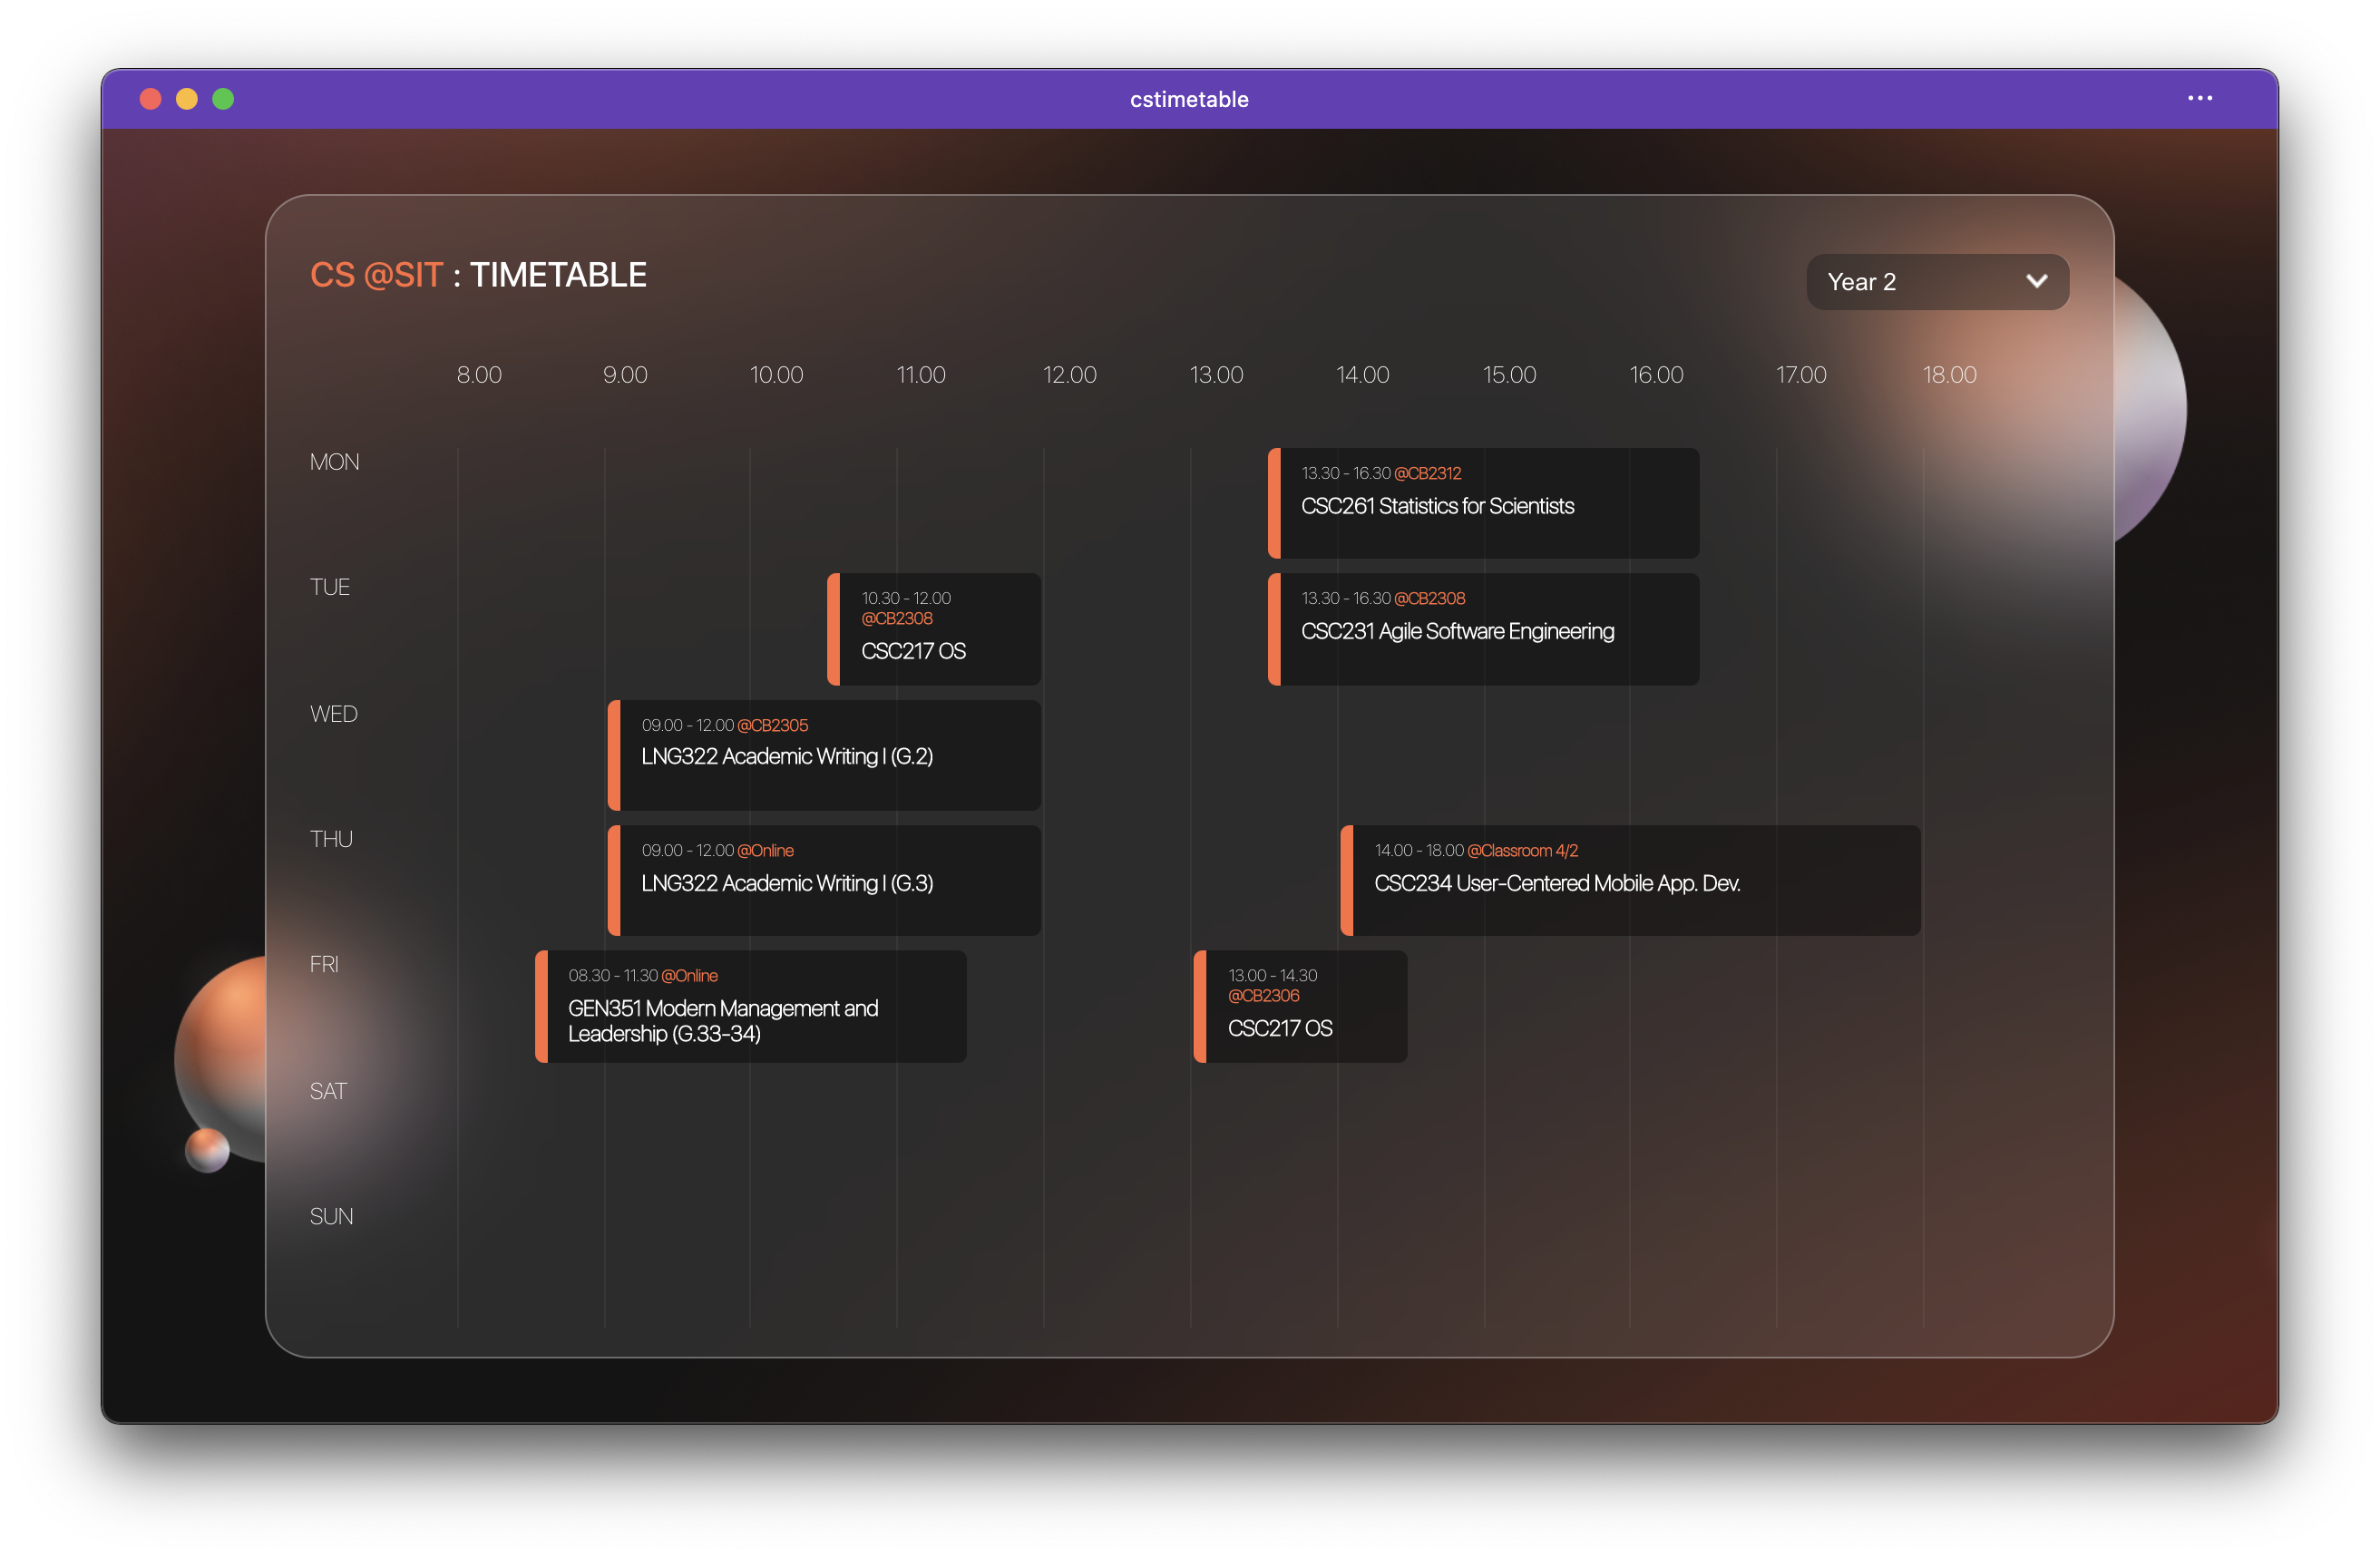 cstimetable
CS @SIT : TIMETABLE
Year 2
8.00 9.00 10.00 11.00 12.00 13.00 14.00 15.00 16.00 17.00 18.00
MON
13.30 - 16.30 @CB2312
CSC261 Statistics for Scientists
TUE
10.30 - 12.00
@CB2308
CSC217 OS
13.30 - 16.30 @CB2308
CSC231 Agile Software Engineering
WED
09.00 - 12.00 @CB2305
LNG322 Academic Writing I (G.2)
THU
09.00 - 12.00 @Online
LNG322 Academic Writing I (G.3)
14.00 - 18.00 @Classroom 4/2
CSC234 User-Centered Mobile App. Dev.
FRI
08.30 - 11.30 @Online
GEN351 Modern Management and
Leadership (G.33-34)
13.00 - 14.30
@CB2306
CSC217 OS
SAT
SUN